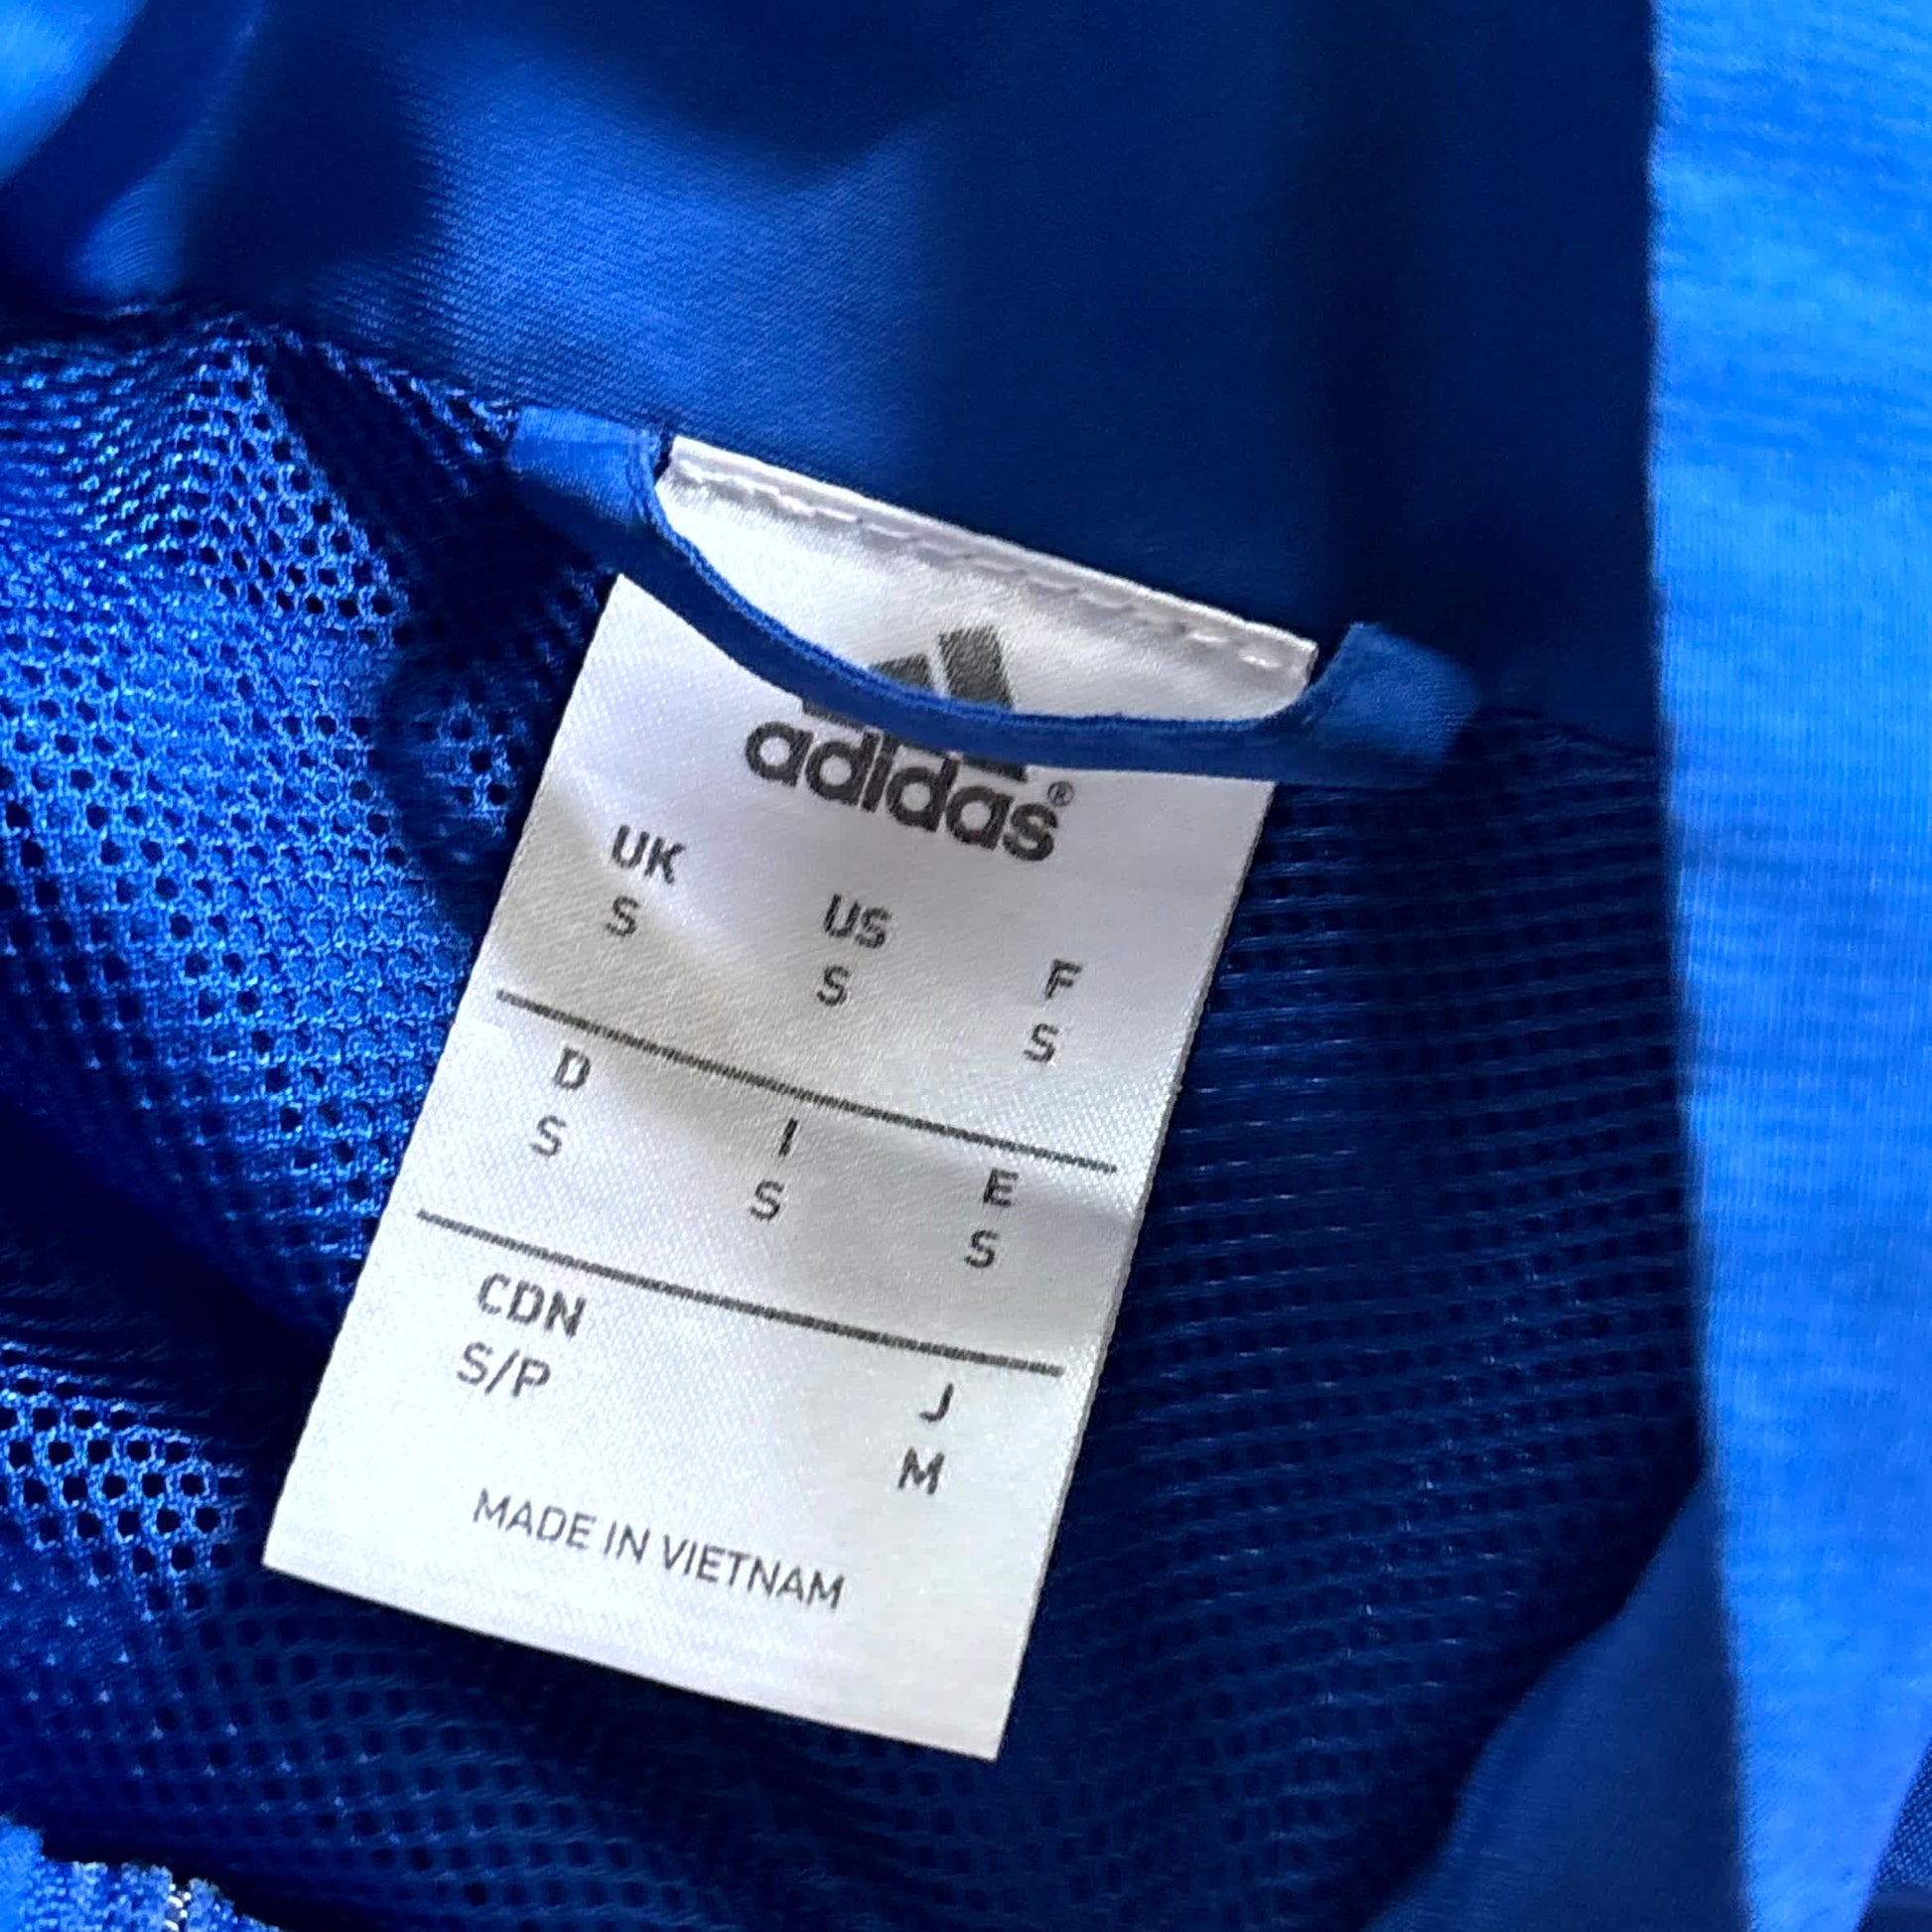 adidas®
UK US F
S S S
D I E
S S S
CDN J
S/P M
MADE IN VIETNAM